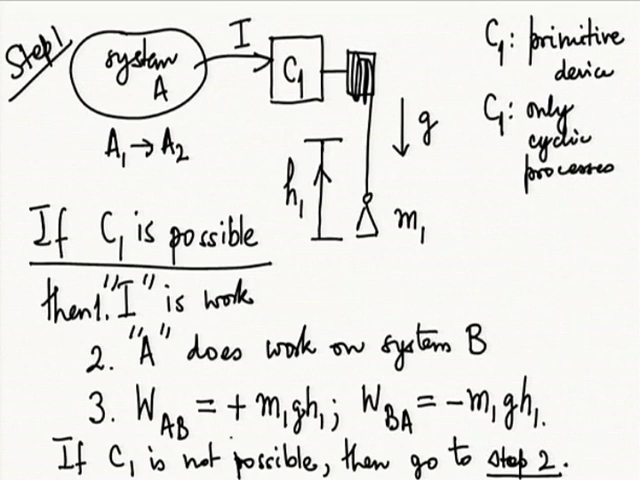 Step 1
system
A
I
C₁
A₁ → A₂
g
h₁
m₁
C₁: primitive
device
C₁: only
cyclic
processes
If C₁ is possible
then 1. "I" is work
2. "A" does work on system B
3. W_AB = + m₁gh₁; W_BA = - m₁gh₁.
If C₁ is not possible, then go to step 2.